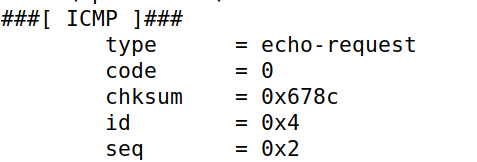 ###[ ICMP ]###
type = echo-request
code = 0
chksum = 0x678c
id = 0x4
seq = 0x2